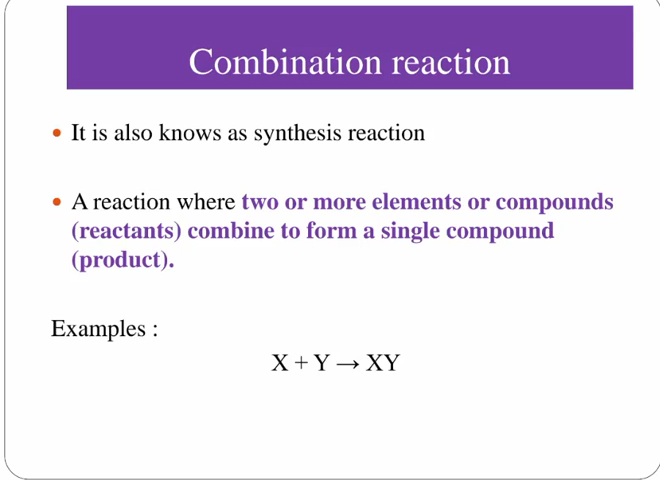 Combination reaction
• It is also knows as synthesis reaction
• A reaction where two or more elements or compounds
(reactants) combine to form a single compound
(product).
Examples :
X + Y → XY